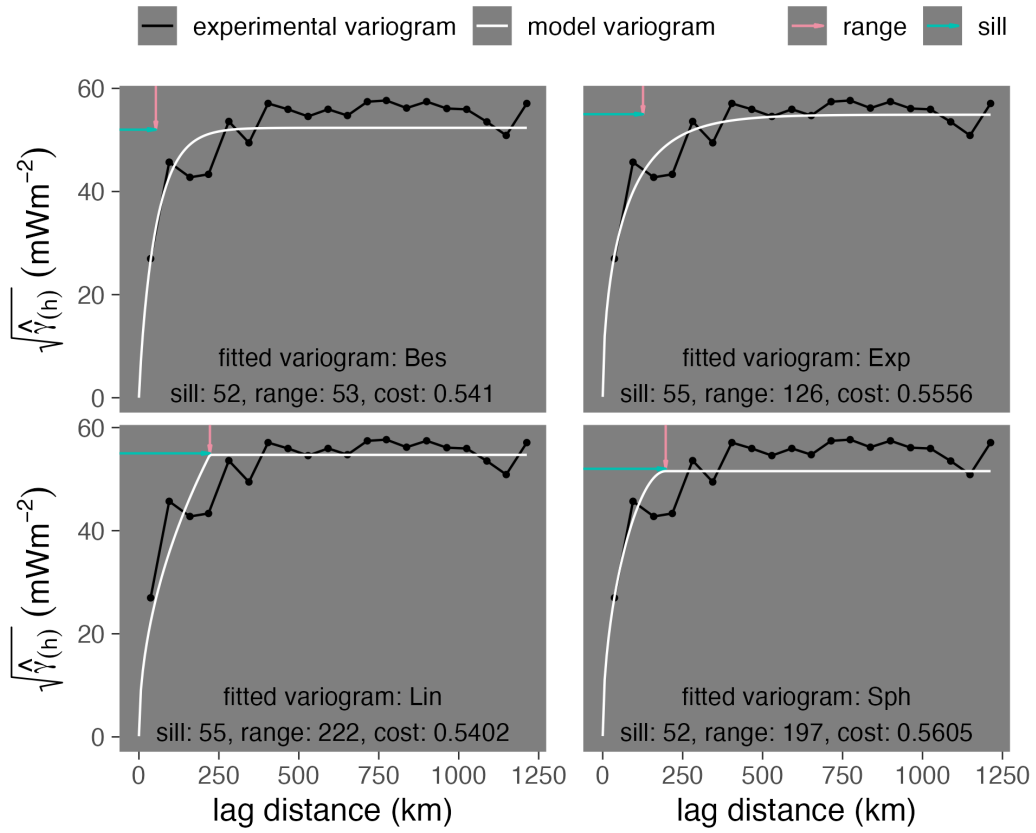 experimental variogram model variogram range sill
60
40
20
0
√γ̂(h) (mWm⁻²)
fitted variogram: Bes
sill: 52, range: 53, cost: 0.541
fitted variogram: Exp
sill: 55, range: 126, cost: 0.5556
60
40
20
0
√γ̂(h) (mWm⁻²)
fitted variogram: Lin
sill: 55, range: 222, cost: 0.5402
fitted variogram: Sph
sill: 52, range: 197, cost: 0.5605
0 250 500 750 1000 1250 0 250 500 750 1000 1250
lag distance (km) lag distance (km)